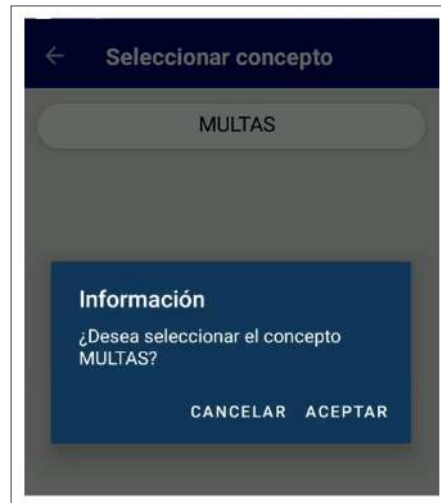 Seleccionar concepto
MULTAS
Información
¿Desea seleccionar el concepto
MULTAS?
CANCELAR ACEPTAR